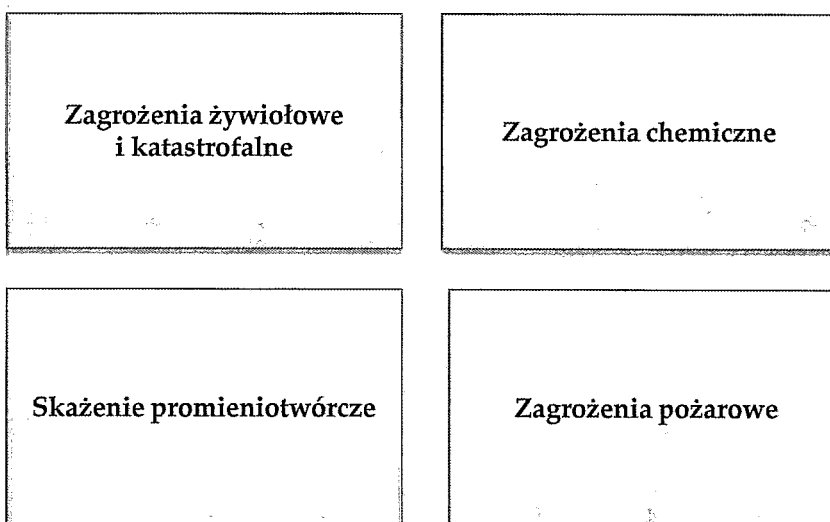 Zagrożenia żywiołowe
i katastrofalne
Zagrożenia chemiczne
Skażenie promieniotwórcze
Zagrożenia pożarowe